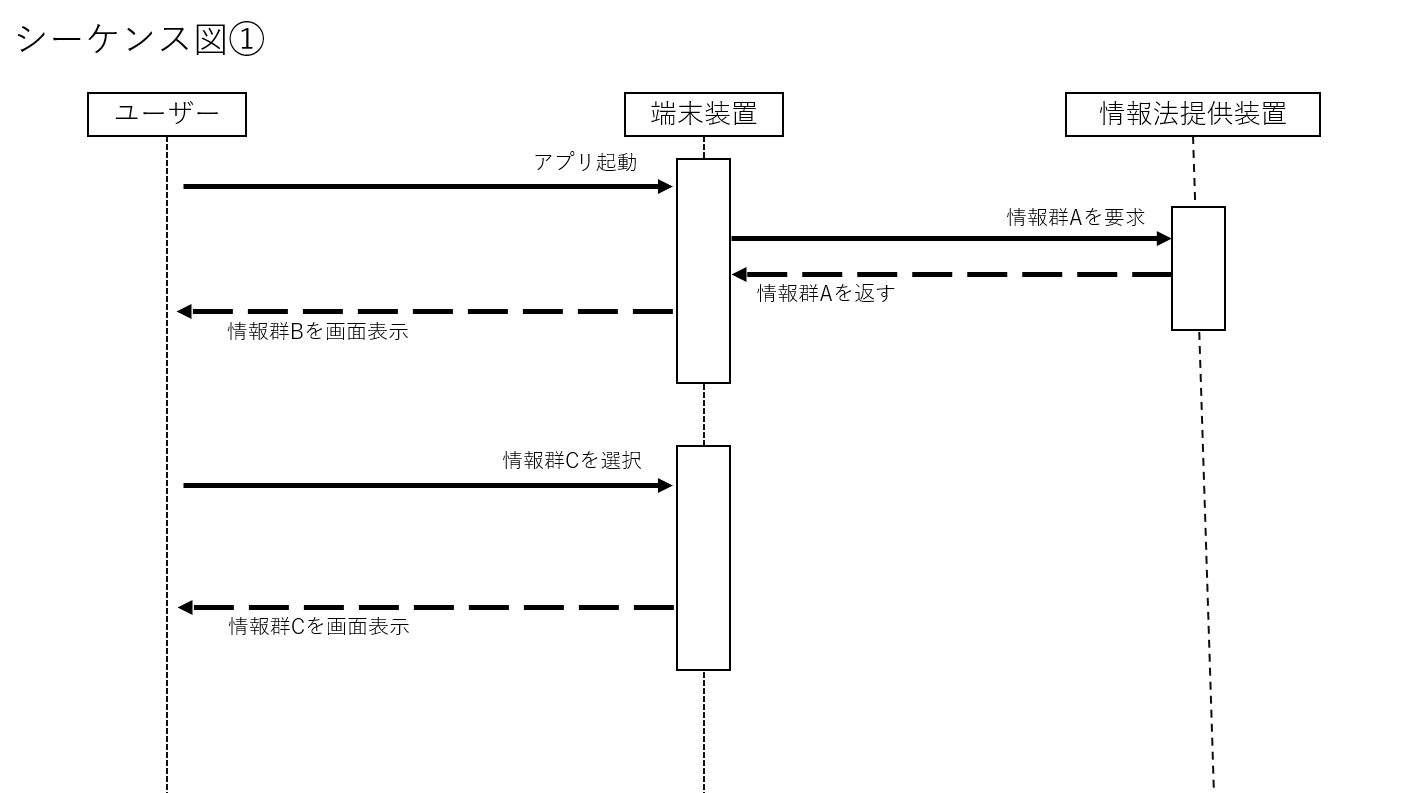 シーケンス図①
ユーザー
端末装置
情報法提供装置
アプリ起動
情報群Aを要求
情報群Aを返す
情報群Bを画面表示
情報群Cを選択
情報群Cを画面表示